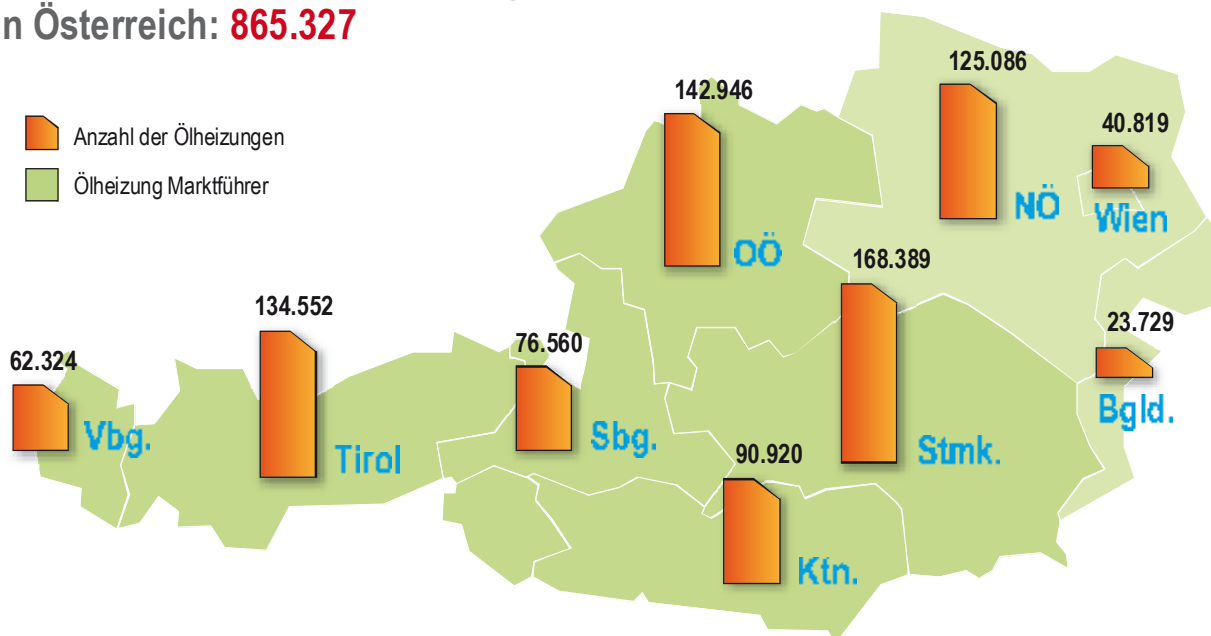 n Österreich: 865.327
Anzahl der Ölheizungen
Ölheizung Marktführer
125.086
142.946
40.819
NÖ
Wien
OÖ
168.389
134.552
23.729
76.560
62.324
Bgld.
Vbg.
Sbg.
Tirol
Stmk.
90.920
Ktn.